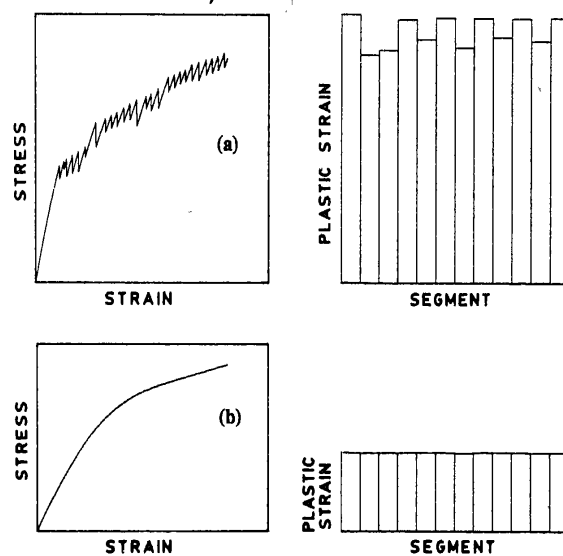 STRESS
(a)
STRAIN
PLASTIC STRAIN
SEGMENT
STRESS
(b)
STRAIN
PLASTIC
STRAIN
SEGMENT